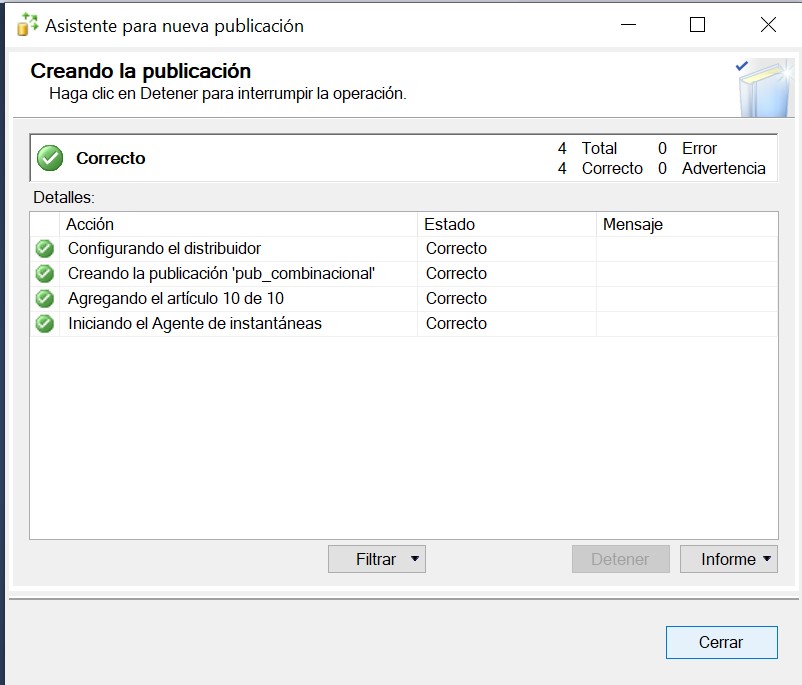 Asistente para nueva publicación
Creando la publicación
Haga clic en Detener para interrumpir la operación.
Correcto
4 Total 0 Error
4 Correcto 0 Advertencia
Detalles:
Acción Estado Mensaje
Configurando el distribuidor Correcto
Creando la publicación 'pub_combinacional' Correcto
Agregando el artículo 10 de 10 Correcto
Iniciando el Agente de instantáneas Correcto
Filtrar Detener Informe
Cerrar